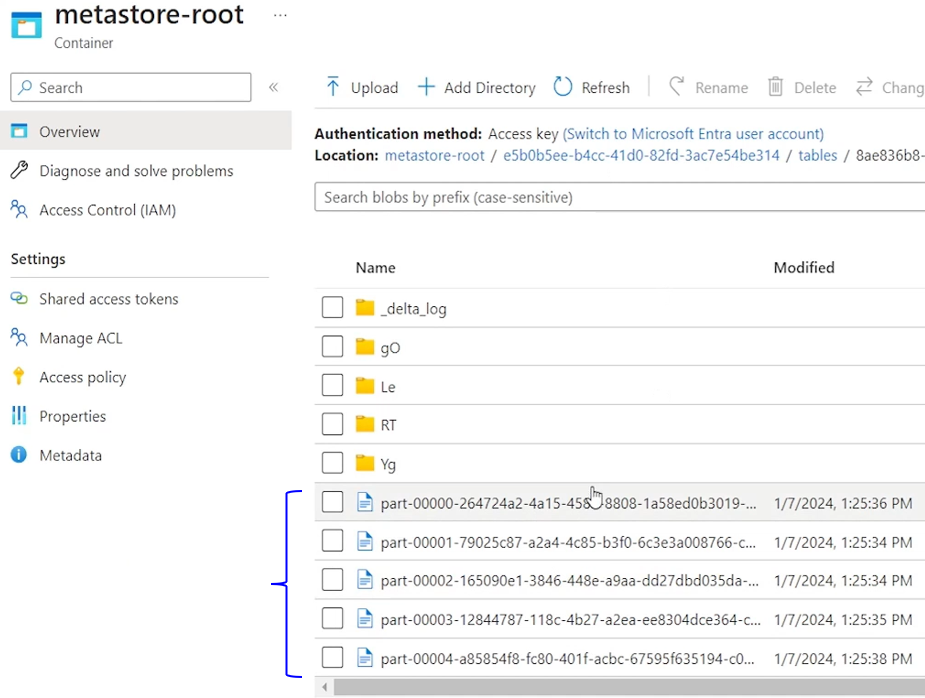 metastore-root ...
Container
Search «
Overview
Diagnose and solve problems
Access Control (IAM)
Settings
Shared access tokens
Manage ACL
Access policy
Properties
Metadata
Upload Add Directory Refresh Rename Delete Chang
Authentication method: Access key (Switch to Microsoft Entra user account)
Location: metastore-root / e5b0b5ee-b4cc-41d0-82fd-3ac7e54be314 / tables / 8ae836b8-
Search blobs by prefix (case-sensitive)
Name Modified
_delta_log
gO
Le
RT
Yg
part-00000-264724a2-4a15-45 8808-1a58ed0b3019-... 1/7/2024, 1:25:36 PM
part-00001-79025c87-a2a4-4c85-b3f0-6c3e3a008766-c... 1/7/2024, 1:25:34 PM
part-00002-165090e1-3846-448e-a9aa-dd27dbd035da-... 1/7/2024, 1:25:34 PM
part-00003-12844787-118c-4b27-a2ea-ee8304dce364-c... 1/7/2024, 1:25:35 PM
part-00004-a85854f8-fc80-401f-acbc-67595f635194-c0... 1/7/2024, 1:25:38 PM